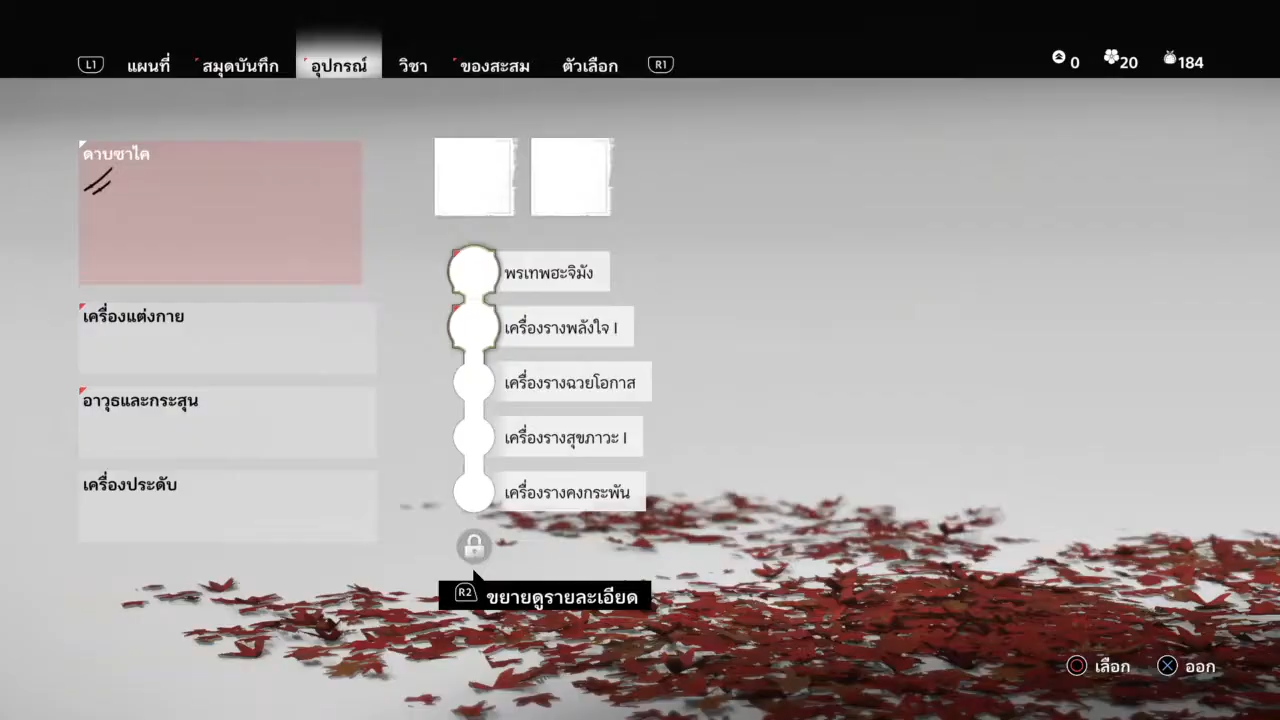 L1 แผนที่ สมุดบันทึก อุปกรณ์ วิชา ของสะสม ตัวเลือก R1 0 20 184
ดาบซาไค
เครื่องแต่งกาย
อาวุธและกระสุน
เครื่องประดับ
พรเทพฮะจิมัง
เครื่องรางพลังใจ I
เครื่องรางฉวยโอกาส
เครื่องรางสุขภาวะ I
เครื่องรางคงกระพัน
R2 ขยายดูรายละเอียด
เลือก ออก